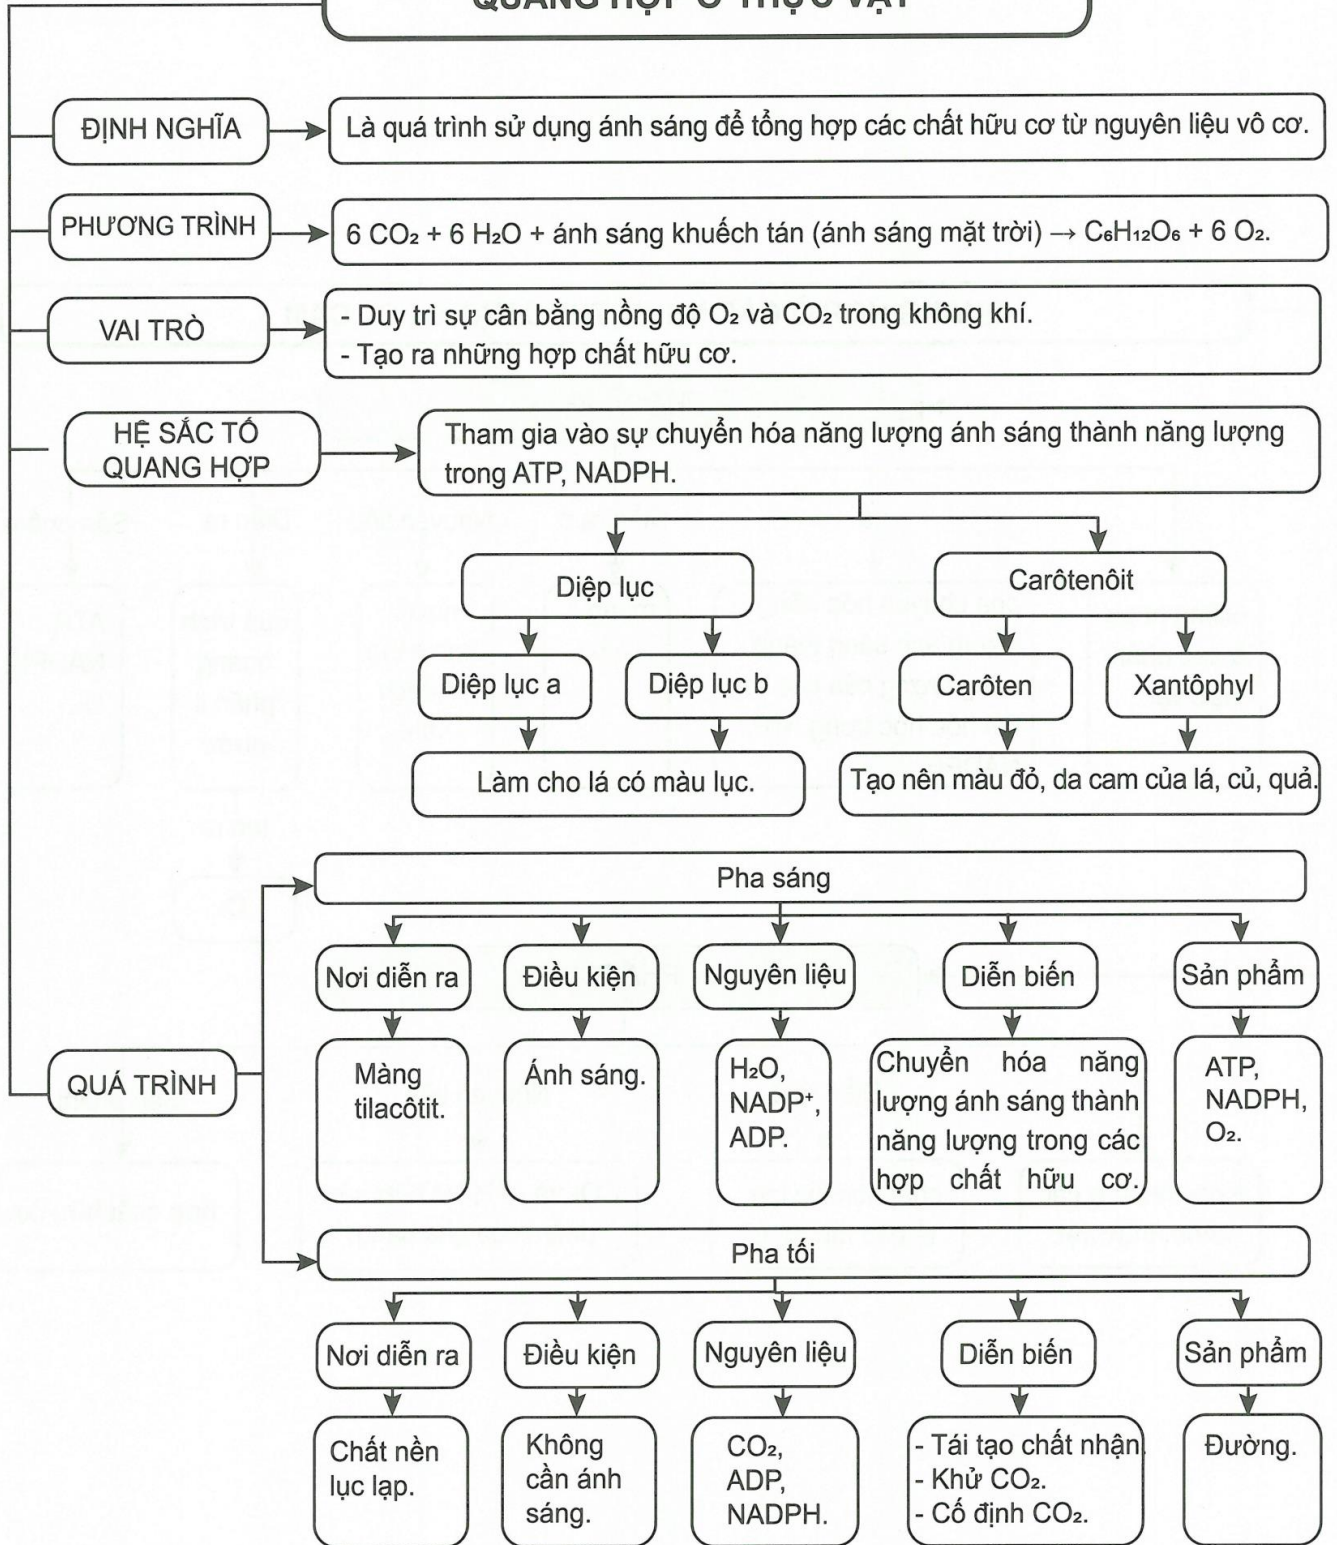 QUANG HỢP Ở THỰC VẬT
ĐỊNH NGHĨA
Là quá trình sử dụng ánh sáng để tổng hợp các chất hữu cơ từ nguyên liệu vô cơ.
PHƯƠNG TRÌNH
6 CO₂ + 6 H₂O + ánh sáng khuếch tán (ánh sáng mặt trời) → C₆H₁₂O₆ + 6 O₂.
VAI TRÒ
- Duy trì sự cân bằng nồng độ O₂ và CO₂ trong không khí.
- Tạo ra những hợp chất hữu cơ.
HỆ SẮC TỐ
QUANG HỢP
Tham gia vào sự chuyển hóa năng lượng ánh sáng thành năng lượng
trong ATP, NADPH.
Diệp lục
Carôtenôit
Diệp lục a
Diệp lục b
Carôten
Xantôphyl
Làm cho lá có màu lục.
Tạo nên màu đỏ, da cam của lá, củ, quả.
QUÁ TRÌNH
Pha sáng
Nơi diễn ra
Điều kiện
Nguyên liệu
Diễn biến
Sản phẩm
Màng
tilacôtit.
Ánh sáng.
H₂O,
NADP⁺,
ADP.
Chuyển hóa năng
lượng ánh sáng thành
năng lượng trong các
hợp chất hữu cơ.
ATP,
NADPH,
O₂.
Pha tối
Nơi diễn ra
Điều kiện
Nguyên liệu
Diễn biến
Sản phẩm
Chất nền
lục lạp.
Không
cần ánh
sáng.
CO₂,
ADP,
NADPH.
- Tái tạo chất nhận.
- Khử CO₂.
- Cố định CO₂.
Đường.